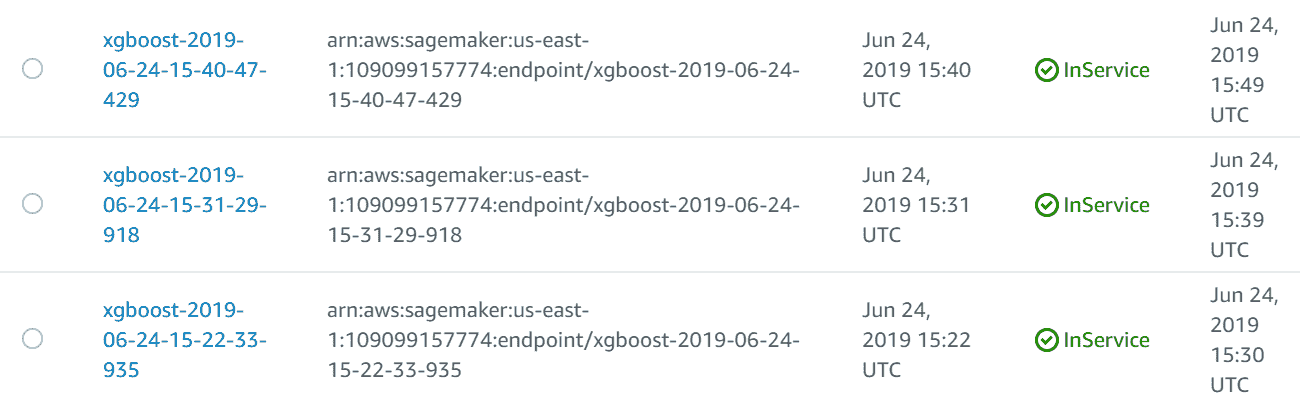 xgboost-2019-
06-24-15-40-47-
429
arn:aws:sagemaker:us-east-
1:109099157774:endpoint/xgboost-2019-06-24-
15-40-47-429
Jun 24,
2019 15:40
UTC
InService
Jun 24,
2019
15:49
UTC
xgboost-2019-
06-24-15-31-29-
918
arn:aws:sagemaker:us-east-
1:109099157774:endpoint/xgboost-2019-06-24-
15-31-29-918
Jun 24,
2019 15:31
UTC
InService
Jun 24,
2019
15:39
UTC
xgboost-2019-
06-24-15-22-33-
935
arn:aws:sagemaker:us-east-
1:109099157774:endpoint/xgboost-2019-06-24-
15-22-33-935
Jun 24,
2019 15:22
UTC
InService
Jun 24,
2019
15:30
UTC